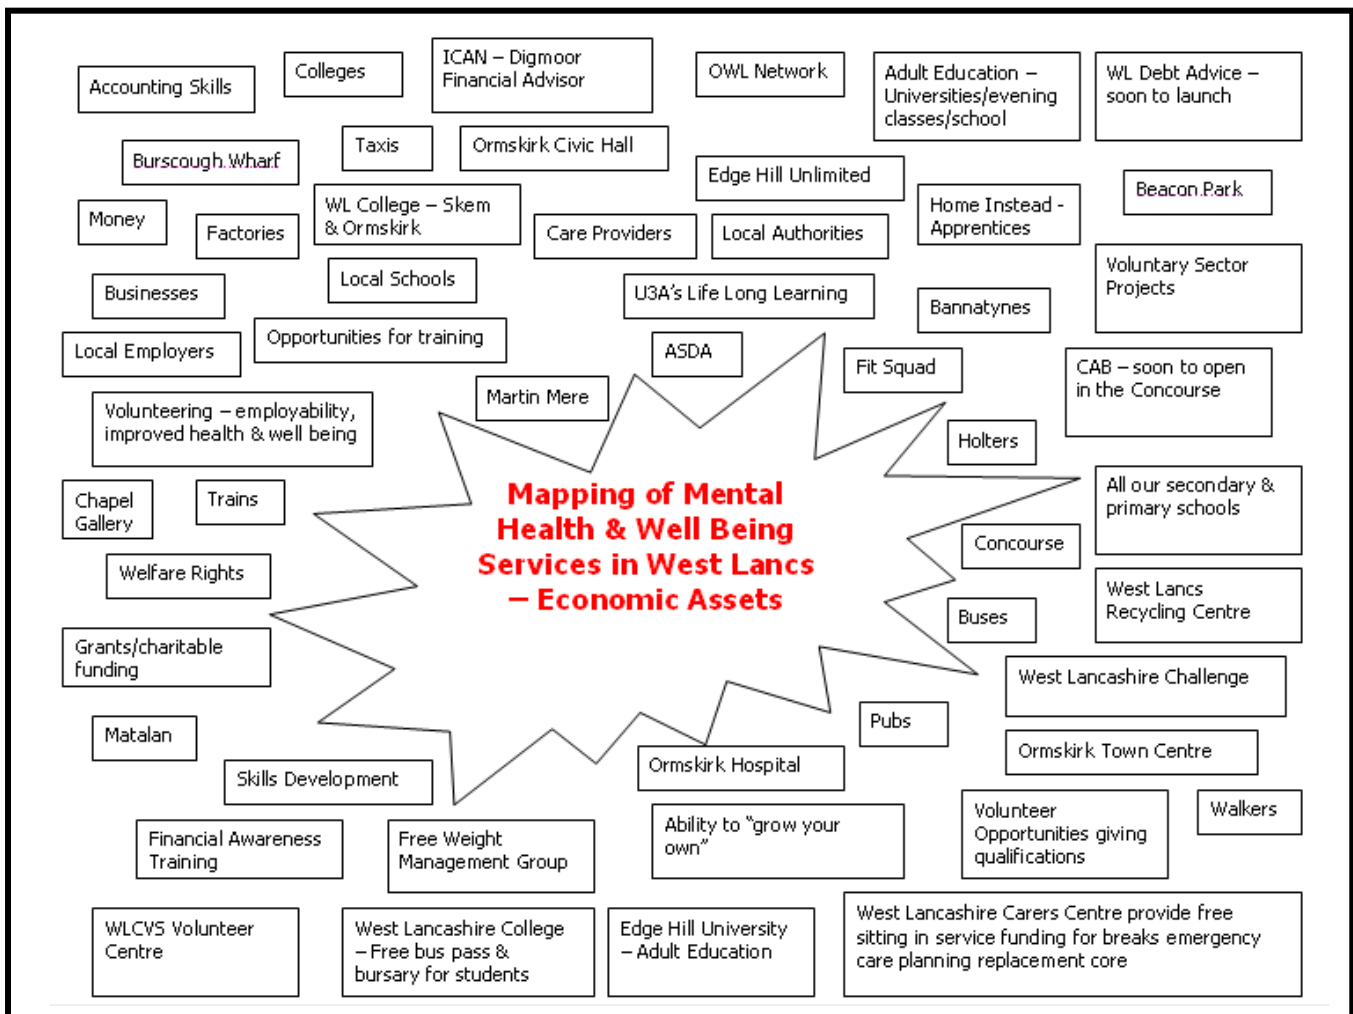 Accounting Skills
Colleges
ICAN – Digmoor
Financial Advisor
OWL Network
Adult Education –
Universities/evening
classes/school
WL Debt Advice –
soon to launch
Burscough Wharf
Taxis
Ormskirk Civic Hall
Edge Hill Unlimited
Beacon Park
Money
Factories
WL College – Skem
& Ormskirk
Care Providers
Local Authorities
Home Instead -
Apprentices
Businesses
Local Schools
U3A's Life Long Learning
Bannatynes
Voluntary Sector
Projects
Local Employers
Opportunities for training
ASDA
Fit Squad
CAB – soon to open
in the Concourse
Volunteering – employability,
improved health & well being
Martin Mere
Holters
Chapel
Gallery
Trains
Mapping of Mental
Health & Well Being
Services in West Lancs
– Economic Assets
All our secondary &
primary schools
Concourse
Welfare Rights
West Lancs
Recycling Centre
Buses
Grants/charitable
funding
West Lancashire Challenge
Matalan
Pubs
Ormskirk Town Centre
Skills Development
Ormskirk Hospital
Financial Awareness
Training
Free Weight
Management Group
Ability to "grow your
own"
Volunteer
Opportunities giving
qualifications
Walkers
WLCVS Volunteer
Centre
West Lancashire College
– Free bus pass &
bursary for students
Edge Hill University
– Adult Education
West Lancashire Carers Centre provide free
sitting in service funding for breaks emergency
care planning replacement core